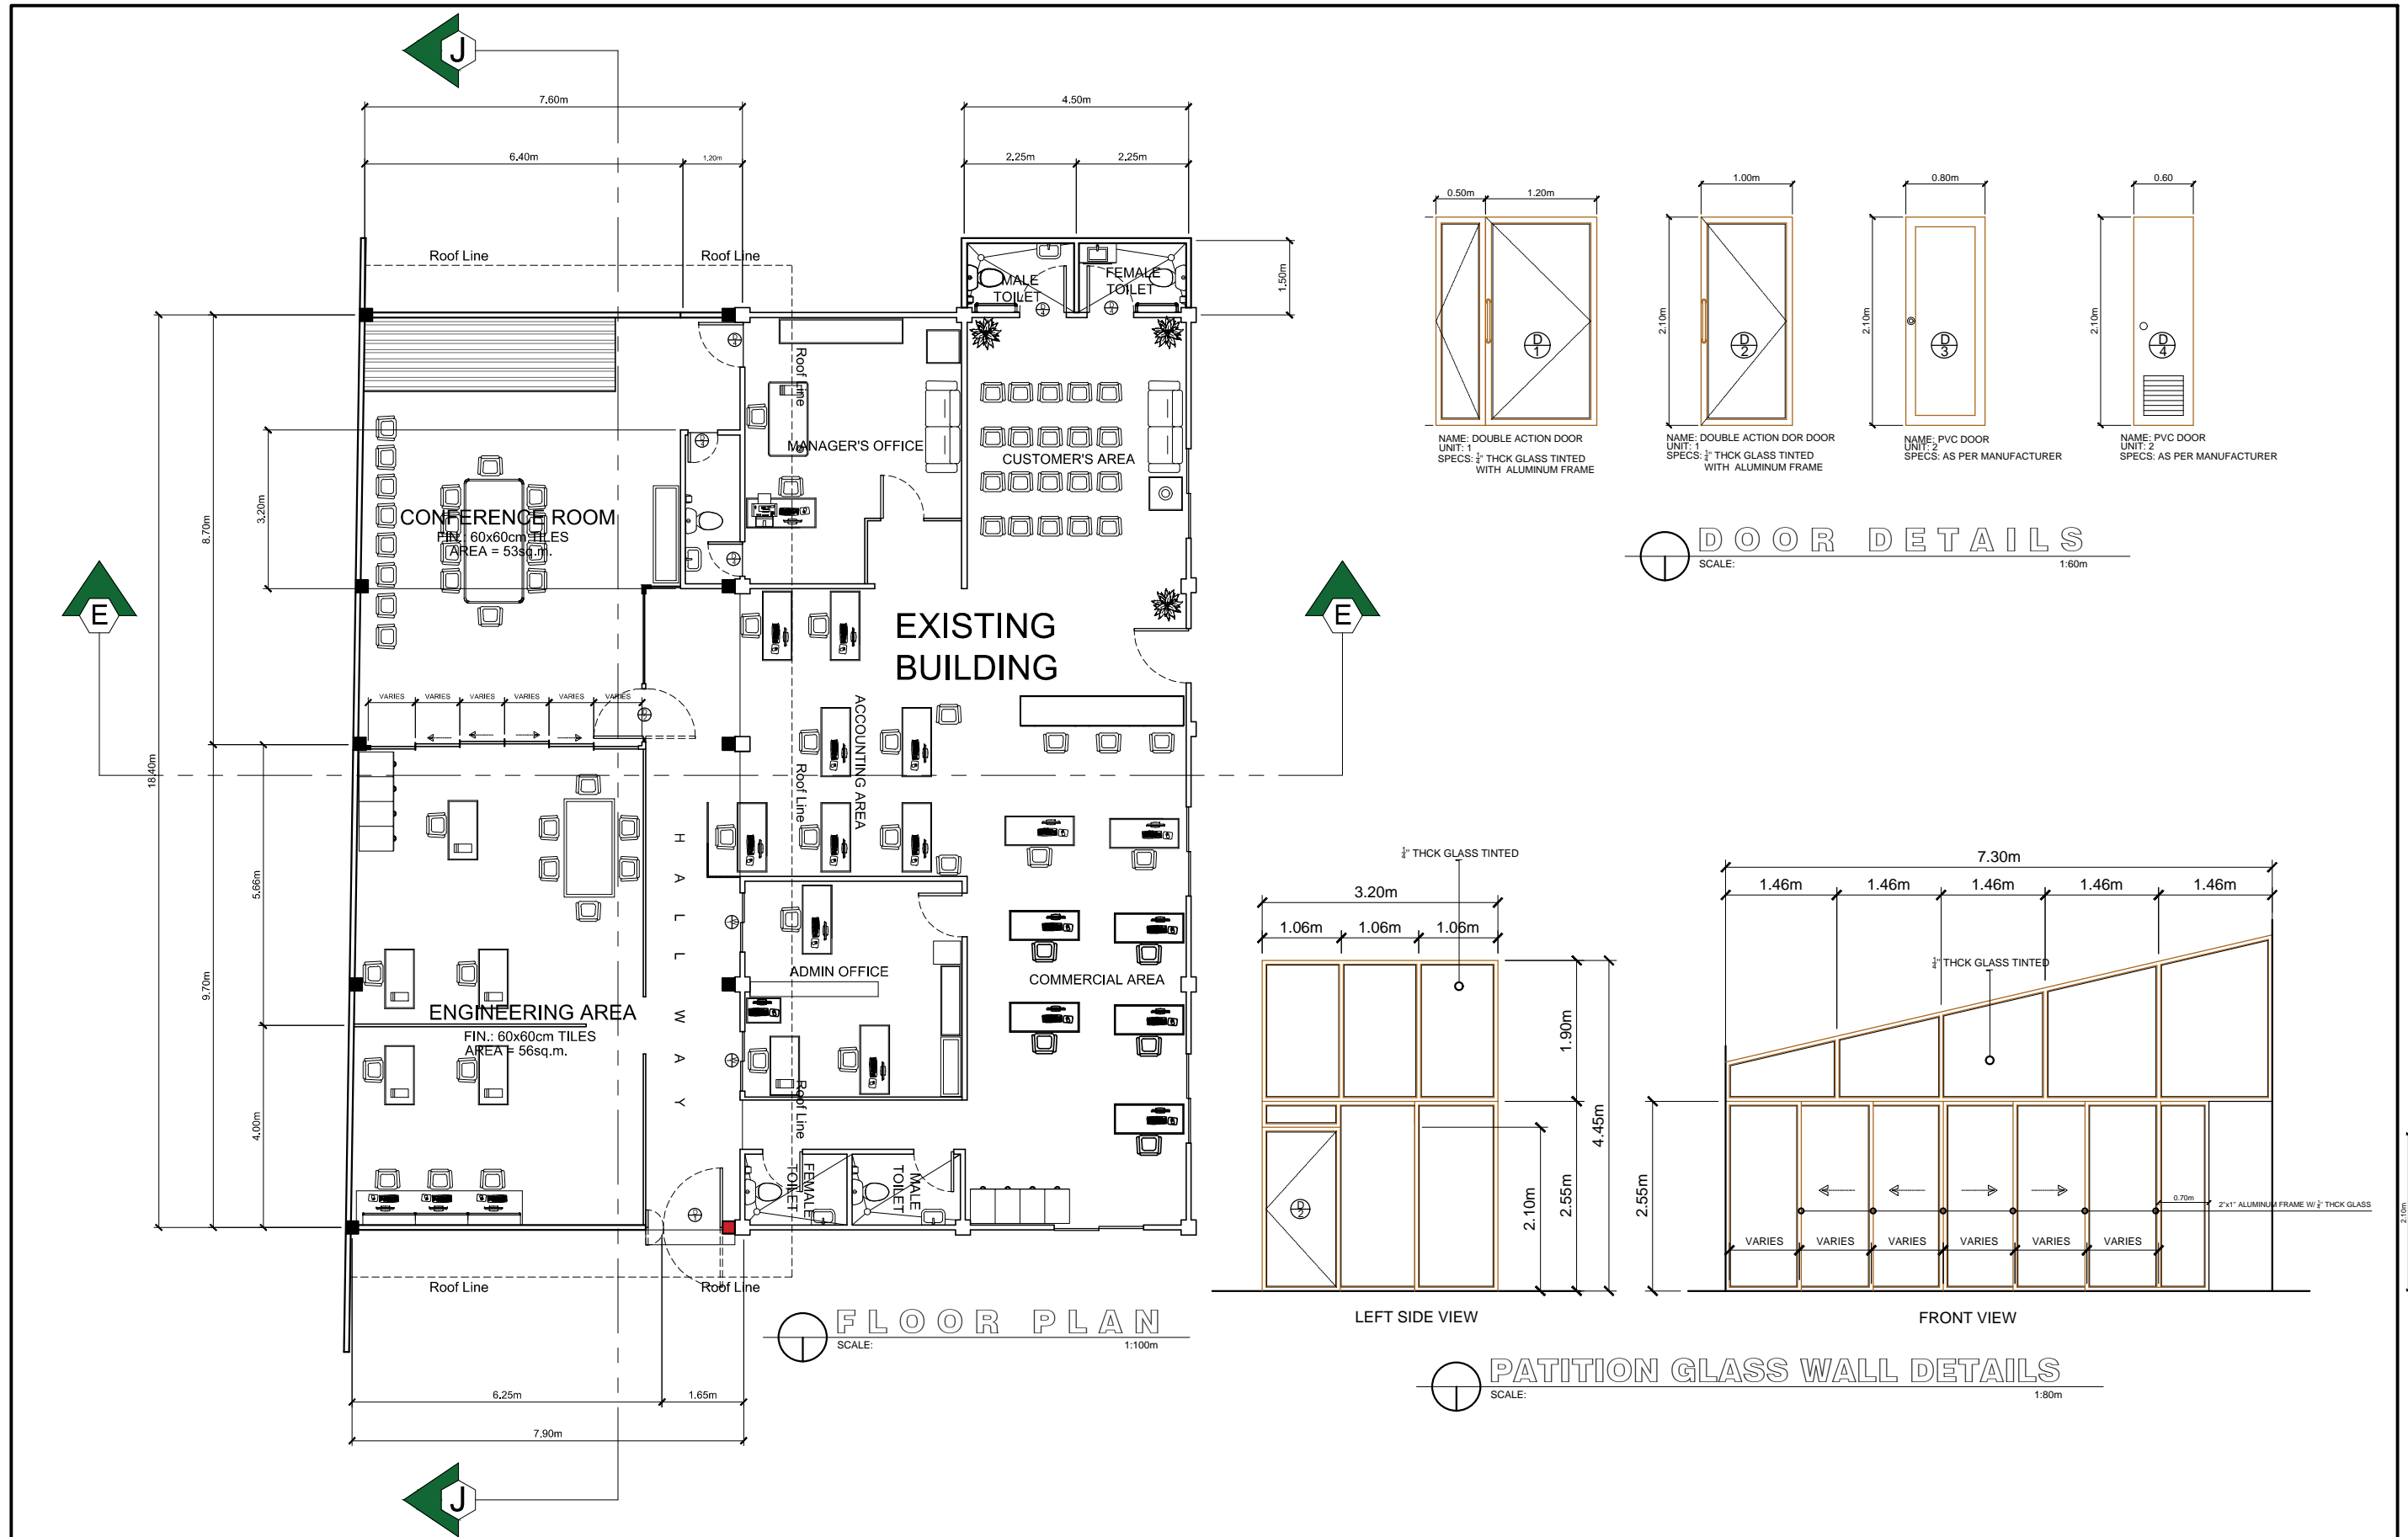 J
7.60m
4.50m
6.40m
1.20m
2.25m
2.25m
Roof Line
Roof Line
1.50m
MALE
TOILET
FEMALE
TOILET
Roof Line
MANAGER'S OFFICE
CUSTOMER'S AREA
CONFERENCE ROOM
FIN.: 60x60cm TILES
AREA = 53sq.m.
3.20m
8.70m
18.40m
E
E
EXISTING
BUILDING
VARIES
VARIES
VARIES
VARIES
VARIES
VARIES
ACCOUNTING AREA
Roof Line
HALLWAY
5.66m
9.70m
4.00m
ADMIN OFFICE
COMMERCIAL AREA
ENGINEERING AREA
FIN.: 60x60cm TILES
AREA = 56sq.m.
Roof Line
FEMALE
TOILET
MALE
TOILET
Roof Line
Roof Line
FLOOR PLAN
SCALE:
1:100m
6.25m
1.65m
7.90m
J
0.50m
1.20m
D
1
NAME: DOUBLE ACTION DOOR
UNIT: 1
SPECS: ¼" THCK GLASS TINTED
WITH ALUMINUM FRAME
1.00m
2.10m
D
2
NAME: DOUBLE ACTION DOR DOOR
UNIT: 1
SPECS: ¼" THCK GLASS TINTED
WITH ALUMINUM FRAME
0.80m
2.10m
D
3
NAME: PVC DOOR
UNIT: 2
SPECS: AS PER MANUFACTURER
0.60
2.10m
D
4
NAME: PVC DOOR
UNIT: 2
SPECS: AS PER MANUFACTURER
DOOR DETAILS
SCALE:
1:60m
¼" THCK GLASS TINTED
3.20m
1.06m
1.06m
1.06m
1.90m
4.45m
2.55m
2.10m
D
2
LEFT SIDE VIEW
7.30m
1.46m
1.46m
1.46m
1.46m
1.46m
¼" THCK GLASS TINTED
2.55m
0.70m
2"x1" ALUMINUM FRAME W/ ¼" THCK GLASS
VARIES
VARIES
VARIES
VARIES
VARIES
VARIES
2.10m
FRONT VIEW
PATITION GLASS WALL DETAILS
SCALE:
1:80m